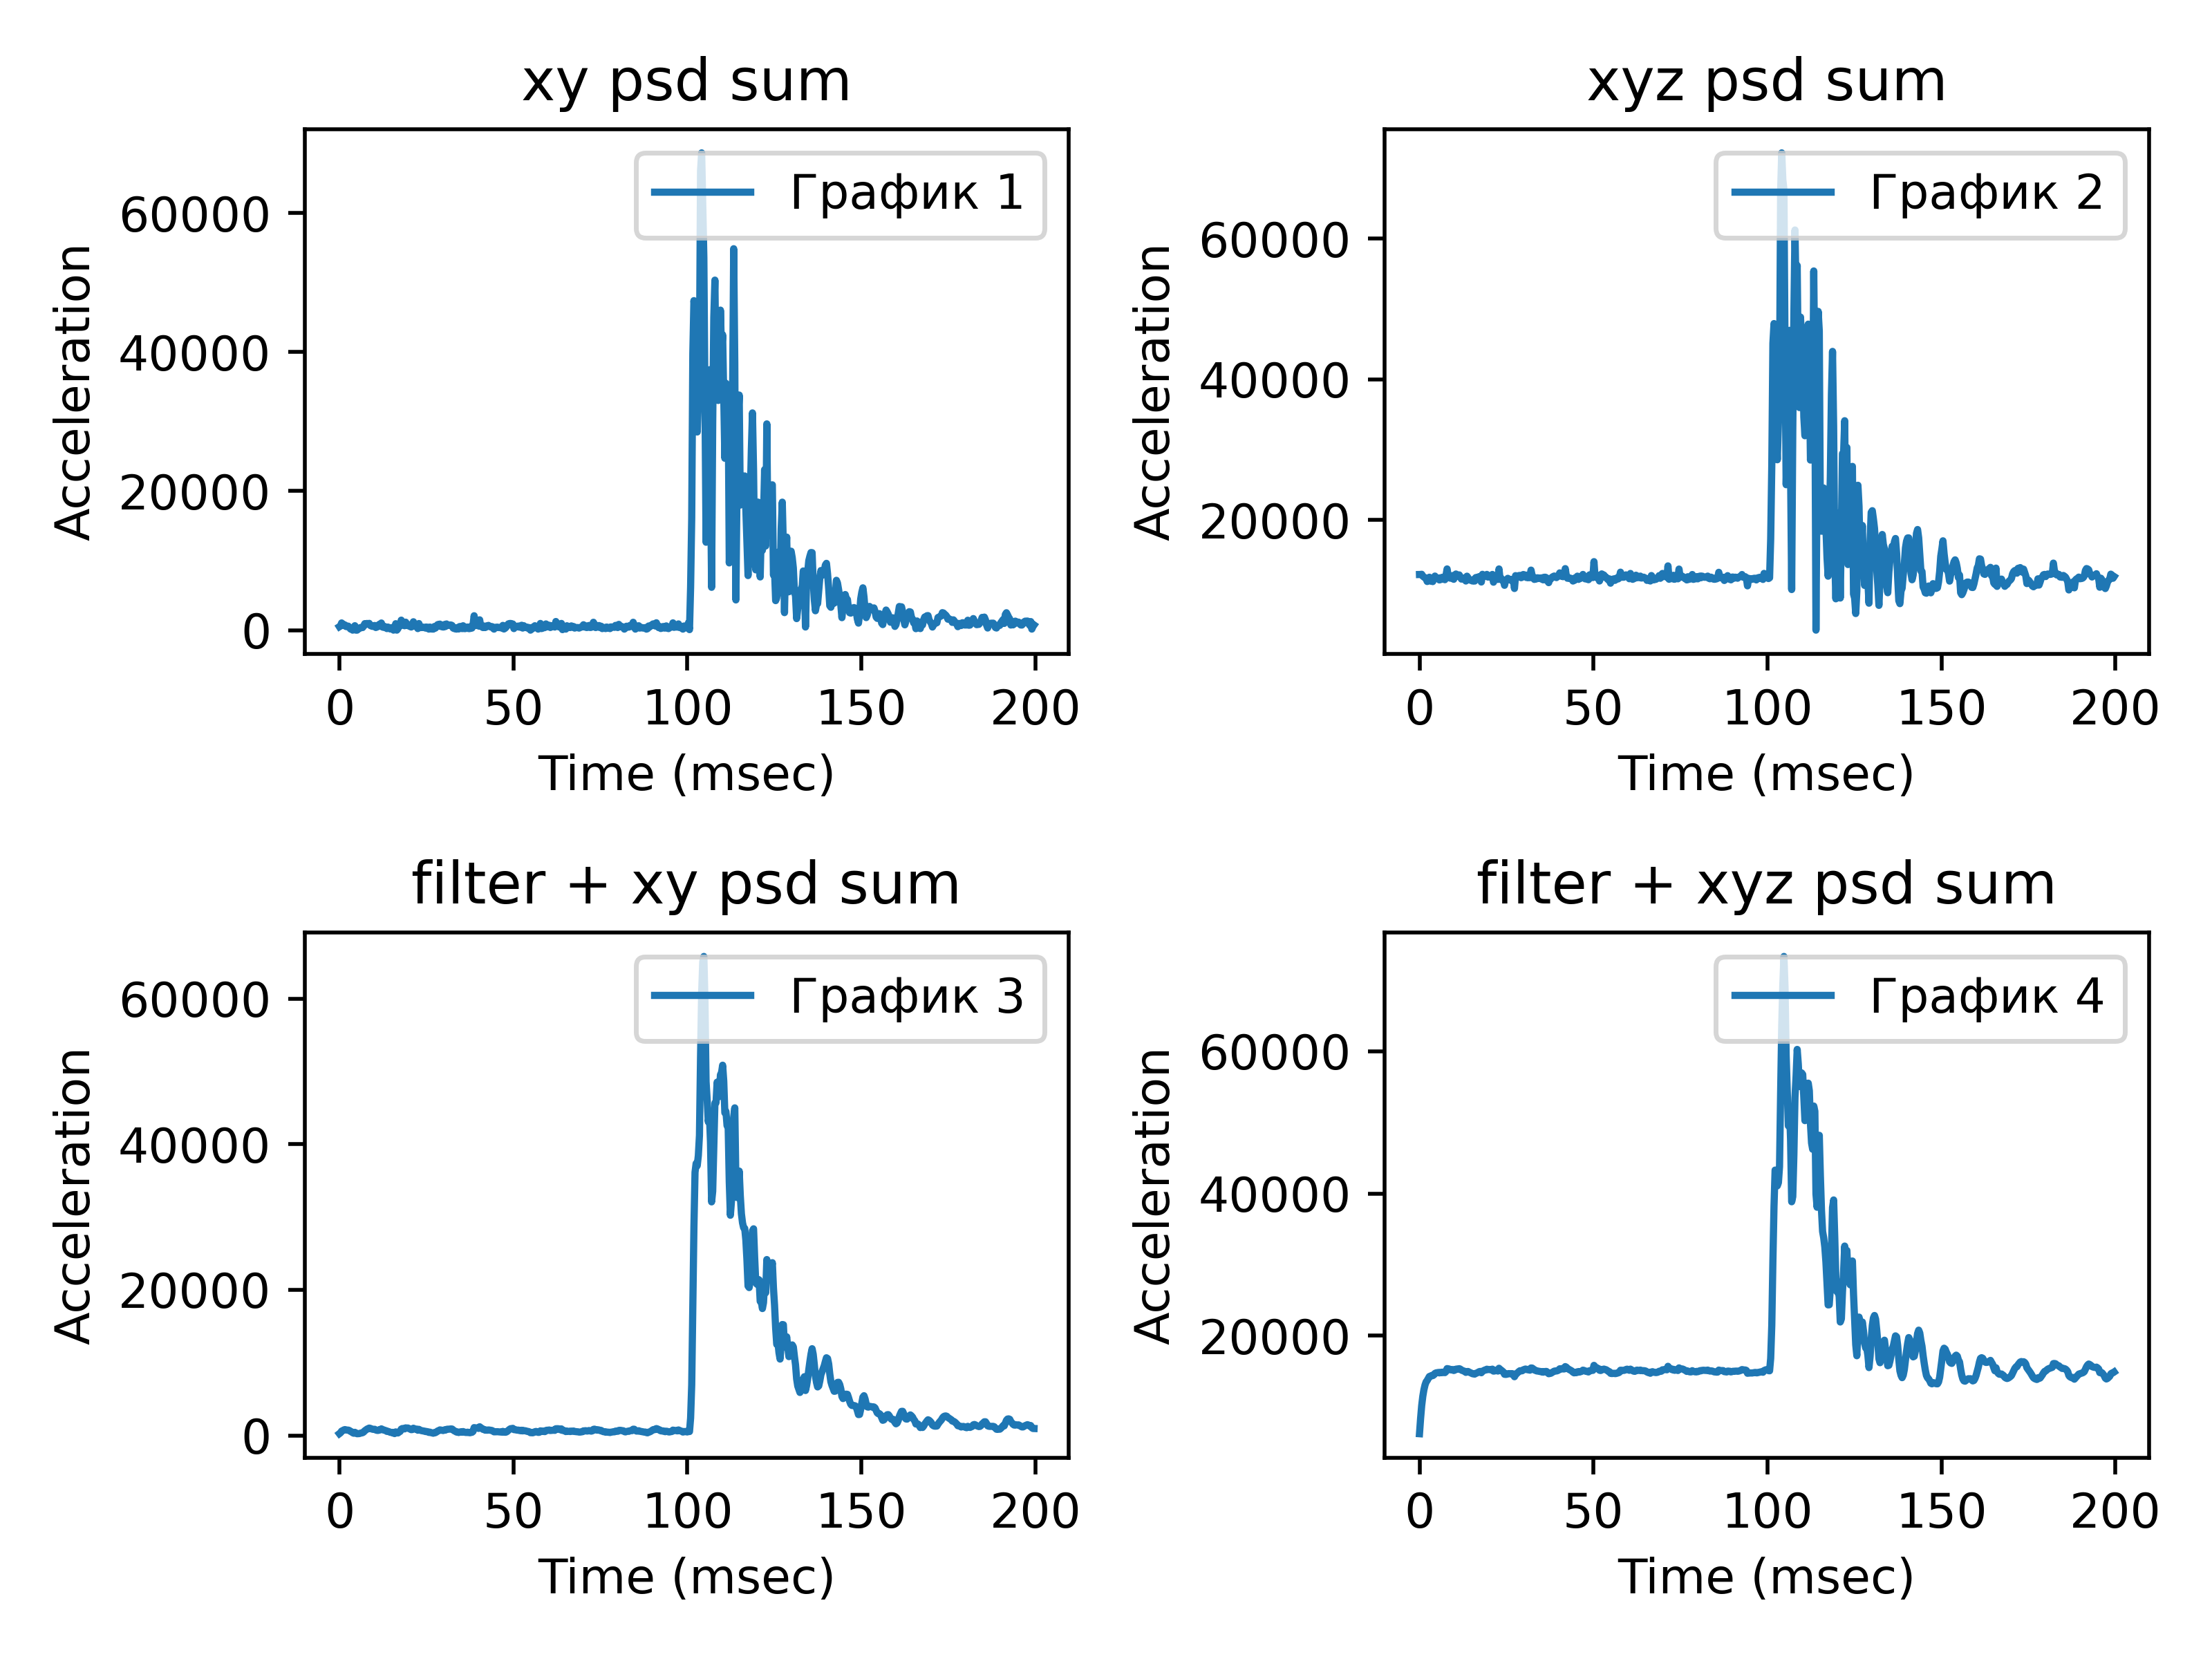 xy psd sum
60000
40000
20000
0
Acceleration
График 1
0 50 100 150 200
Time (msec)
xyz psd sum
60000
40000
20000
Acceleration
График 2
0 50 100 150 200
Time (msec)
filter + xy psd sum
60000
40000
20000
0
Acceleration
График 3
0 50 100 150 200
Time (msec)
filter + xyz psd sum
60000
40000
20000
Acceleration
График 4
0 50 100 150 200
Time (msec)